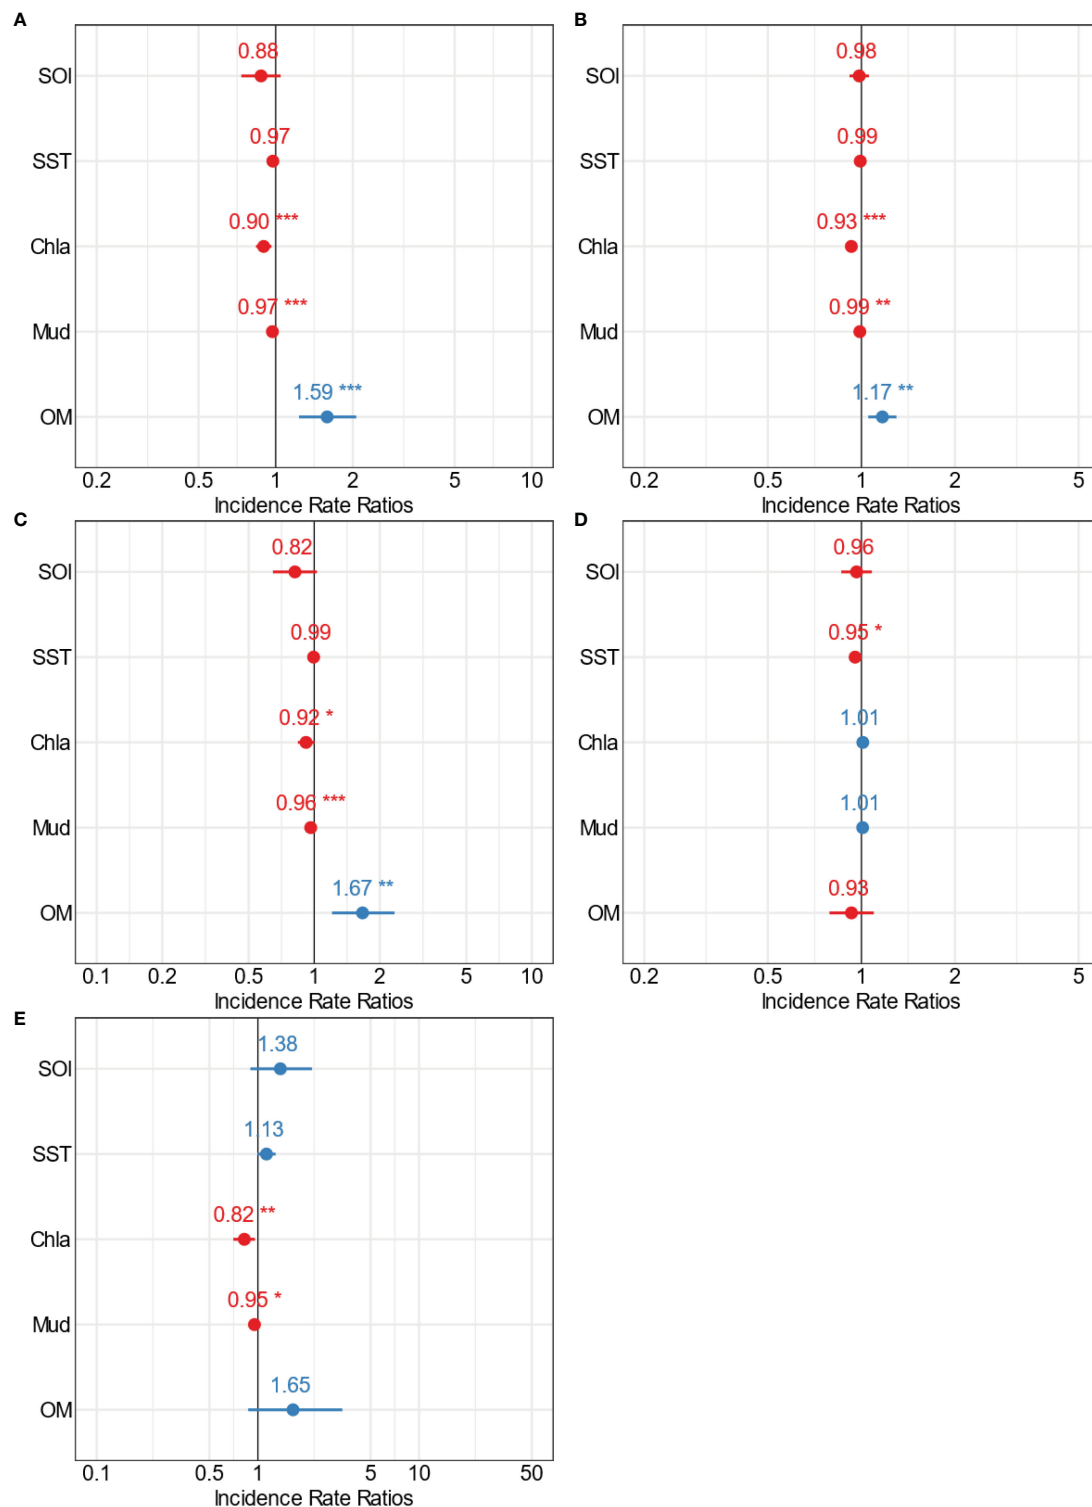 A
SOI
0.88
SST
0.97
Chla
0.90 ***
Mud
0.97 ***
OM
1.59 ***
0.2 0.5 1 2 5 10
Incidence Rate Ratios
B
SOI
0.98
SST
0.99
Chla
0.93 ***
Mud
0.99 **
OM
1.17 **
0.2 0.5 1 2 5
Incidence Rate Ratios
C
SOI
0.82
SST
0.99
Chla
0.92 *
Mud
0.96 ***
OM
1.67 **
0.1 0.2 0.5 1 2 5 10
Incidence Rate Ratios
D
SOI
0.96
SST
0.95 *
Chla
1.01
Mud
1.01
OM
0.93
0.2 0.5 1 2 5
Incidence Rate Ratios
E
SOI
1.38
SST
1.13
Chla
0.82 **
Mud
0.95 *
OM
1.65
0.1 0.5 1 5 10 50
Incidence Rate Ratios